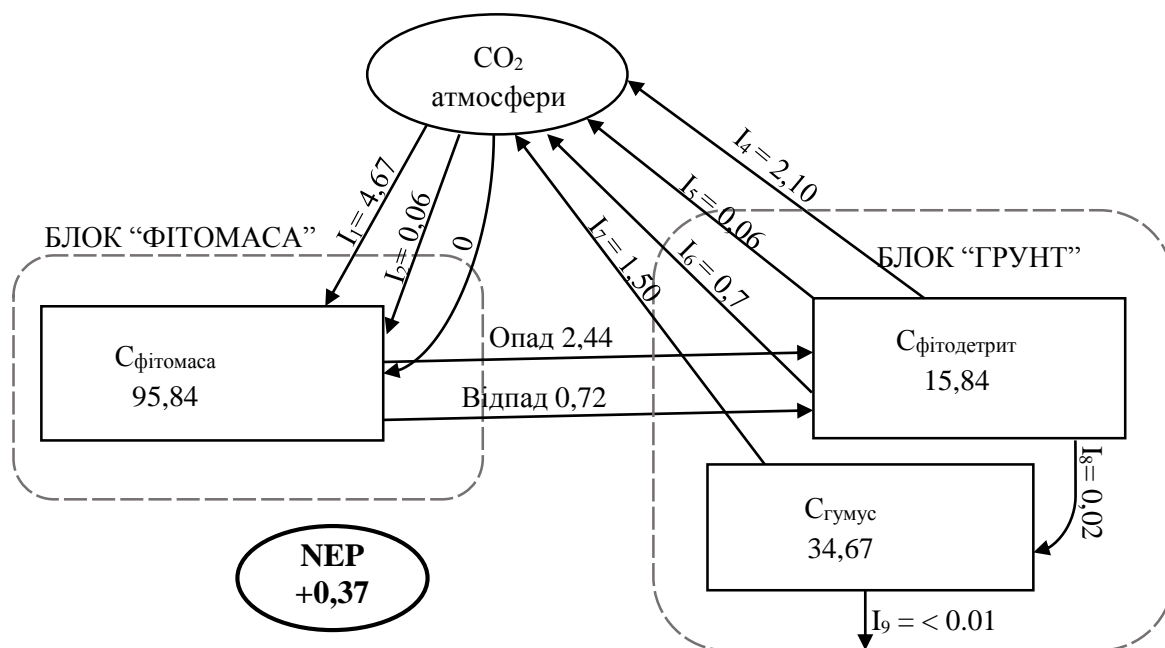 CO₂
атмосфери
I₁= 4,67
I₂= 0,06
0
I₇ = 1,50
I₆ = 0,7
I₅ = 0,06
I₄ = 2,10
БЛОК “ФІТОМАСА”
БЛОК “ГРУНТ”
Cфітомаса
95,84
Опад 2,44
Відпад 0,72
Cфітодетрит
15,84
I₈= 0,02
Cгумус
34,67
I₉ = < 0.01
NEP
+0,37